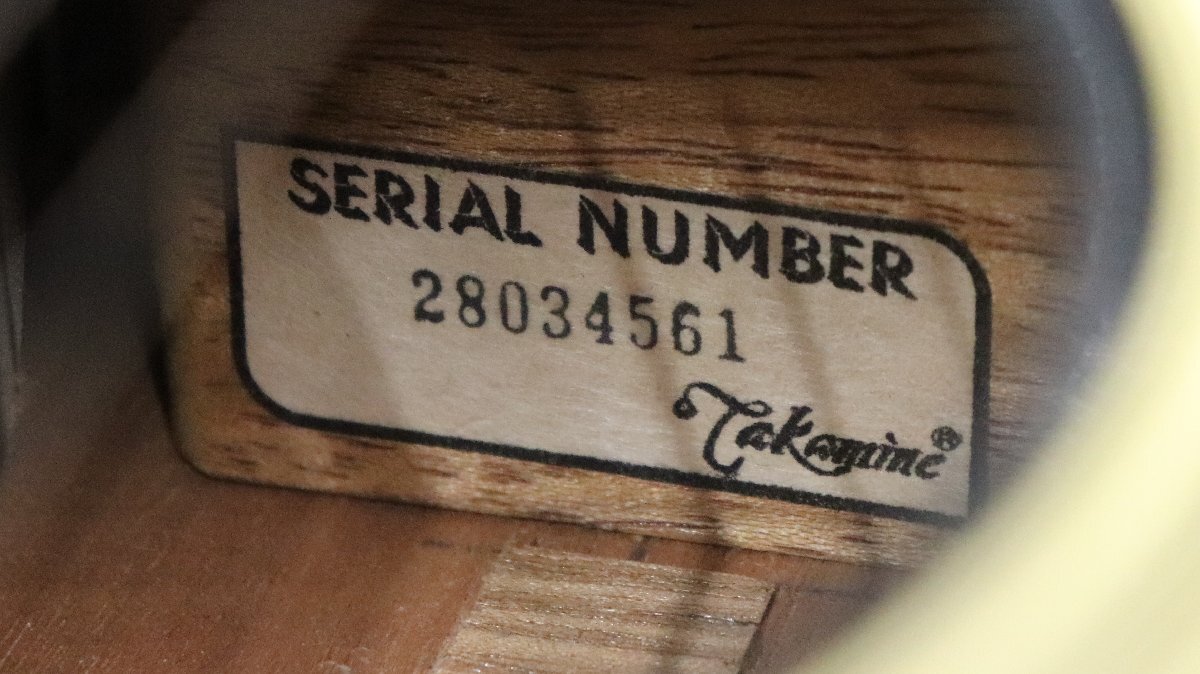 SERIAL NUMBER
28034561
Takamine®